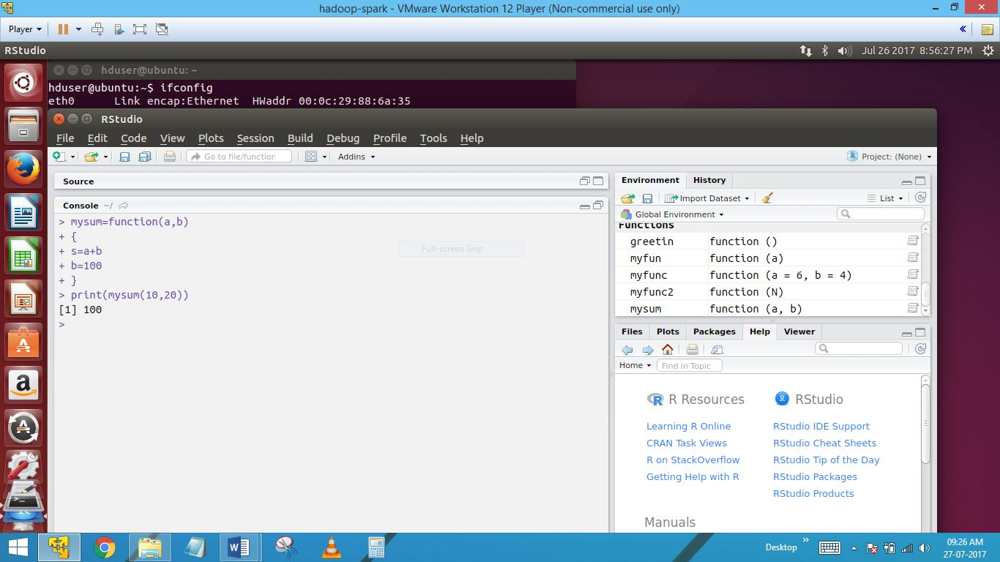 hadoop-spark - VMware Workstation 12 Player (Non-commercial use only)
Player
RStudio
Jul 26 2017 8:56:27 PM
hduser@ubuntu: ~
hduser@ubuntu:~$ ifconfig
eth0 Link encap:Ethernet HWaddr 00:0c:29:88:6a:35
RStudio
File Edit Code View Plots Session Build Debug Profile Tools Help
Go to file/function
Addins
Project: (None)
Source
Console ~/
> mysum=function(a,b)
+ {
+ s=a+b
+ b=100
+ }
> print(mysum(10,20))
[1] 100
>
Full-screen Snip
Environment History
Import Dataset
List
Global Environment
Functions
greetin function ()
myfun function (a)
myfunc function (a = 6, b = 4)
myfunc2 function (N)
mysum function (a, b)
Files Plots Packages Help Viewer
Home Find in Topic
R Resources
Learning R Online
CRAN Task Views
R on StackOverflow
Getting Help with R
R RStudio
RStudio IDE Support
RStudio Cheat Sheets
RStudio Tip of the Day
RStudio Packages
RStudio Products
Manuals
Desktop
09:26 AM
27-07-2017